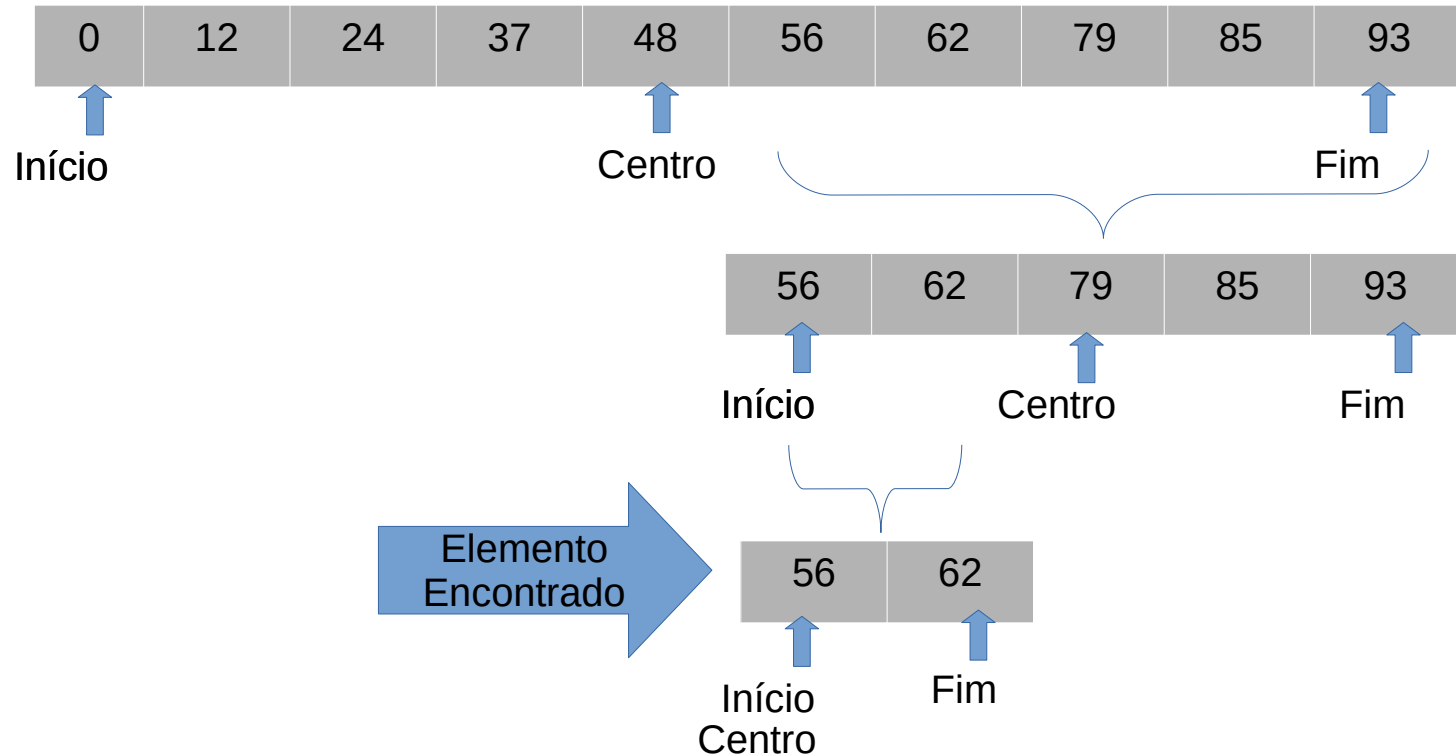 0 12 24 37 48 56 62 79 85 93
Início Centro Fim
56 62 79 85 93
Início Centro Fim
Elemento
Encontrado
56 62
Início Fim
Centro